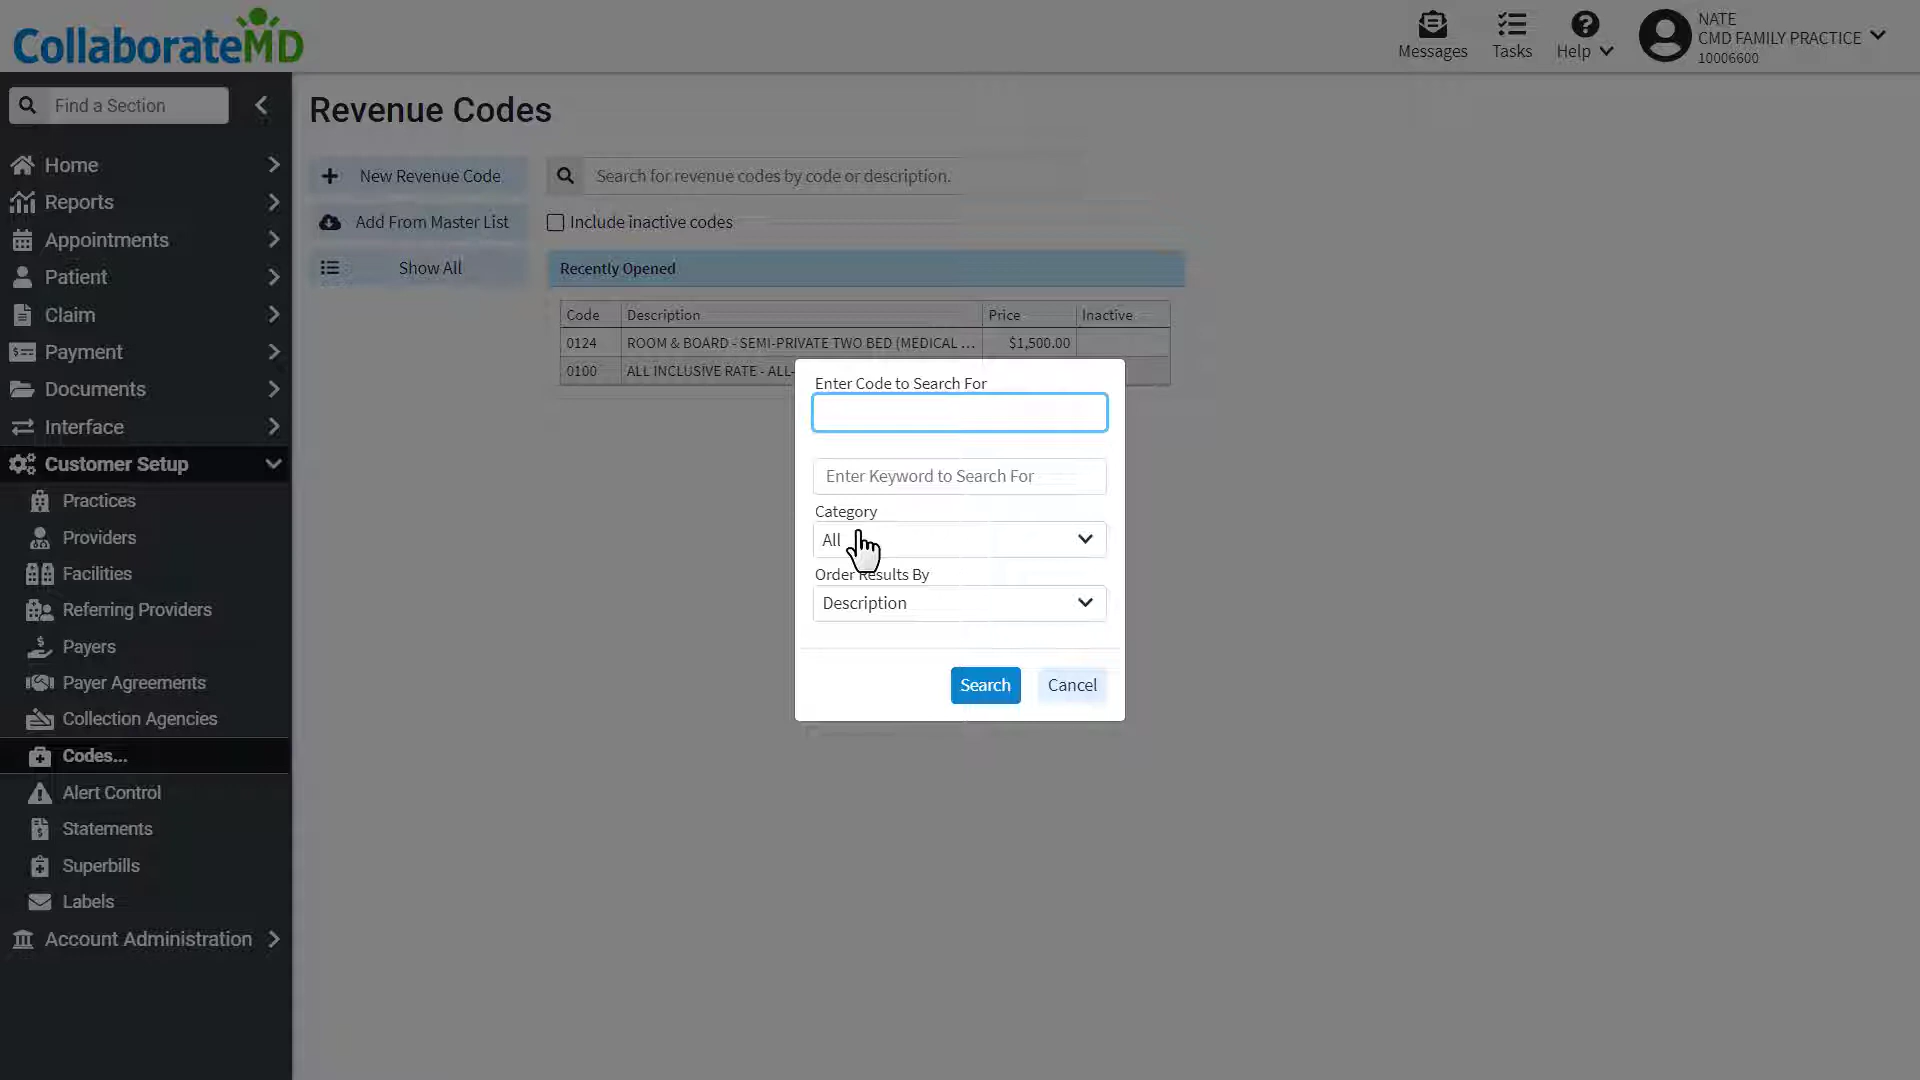 CollaborateMD
Messages
Tasks
Help
NATE
CMD FAMILY PRACTICE
10006600
Find a Section
Home
Reports
Appointments
Patient
Claim
Payment
Documents
Interface
Customer Setup
Practices
Providers
Facilities
Referring Providers
Payers
Payer Agreements
Collection Agencies
Codes...
Alert Control
Statements
Superbills
Labels
Account Administration
Revenue Codes
New Revenue Code
Add From Master List
Show All
Search for revenue codes by code or description.
Include inactive codes
Recently Opened
Code Description Price Inactive
0124 ROOM & BOARD - SEMI-PRIVATE TWO BED (MEDICAL ... $1,500.00
0100 ALL INCLUSIVE RATE - ALL-
Enter Code to Search For
Enter Keyword to Search For
Category
All
Order Results By
Description
Search
Cancel